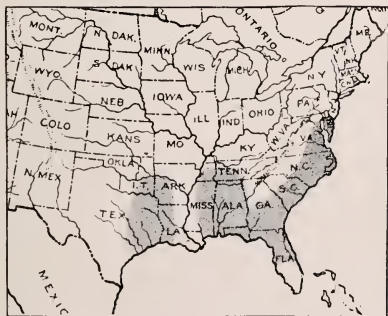 ONTARIO
MONT.
N. DAK.
MINN.
ME.
VT.
S. DAK.
WIS
MICH.
N Y
WYO.
IOWA
NEB
PA.
ILL
IND
OHIO
COLO
W.VA.
VA.
KANS
MO
KY
N.C.
OKLA
TENN.
N. MEX
I.T.
ARK
S.C.
MISS
ALA
GA.
TEX.
LA
FLA
MEXIC